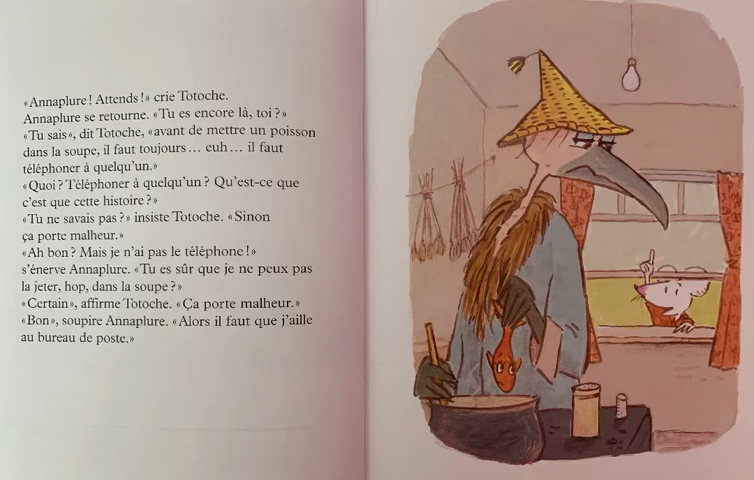 «Annaplure ! Attends !» crie Totoche.
Annaplure se retourne. «Tu es encore là, toi ?»
«Tu sais», dit Totoche, «avant de mettre un poisson
dans la soupe, il faut toujours... euh... il faut
téléphoner à quelqu'un.»
«Quoi ? Téléphoner à quelqu'un ? Qu'est-ce que
c'est que cette histoire ?»
«Tu ne savais pas ?» insiste Totoche. «Sinon
ça porte malheur.»
«Ah bon ? Mais je n'ai pas le téléphone !»
s'énerve Annaplure. «Tu es sûr que je ne peux pas
la jeter, hop, dans la soupe ?»
«Certain», affirme Totoche. «Ça porte malheur.»
«Bon», soupire Annaplure. «Alors il faut que j'aille
au bureau de poste.»